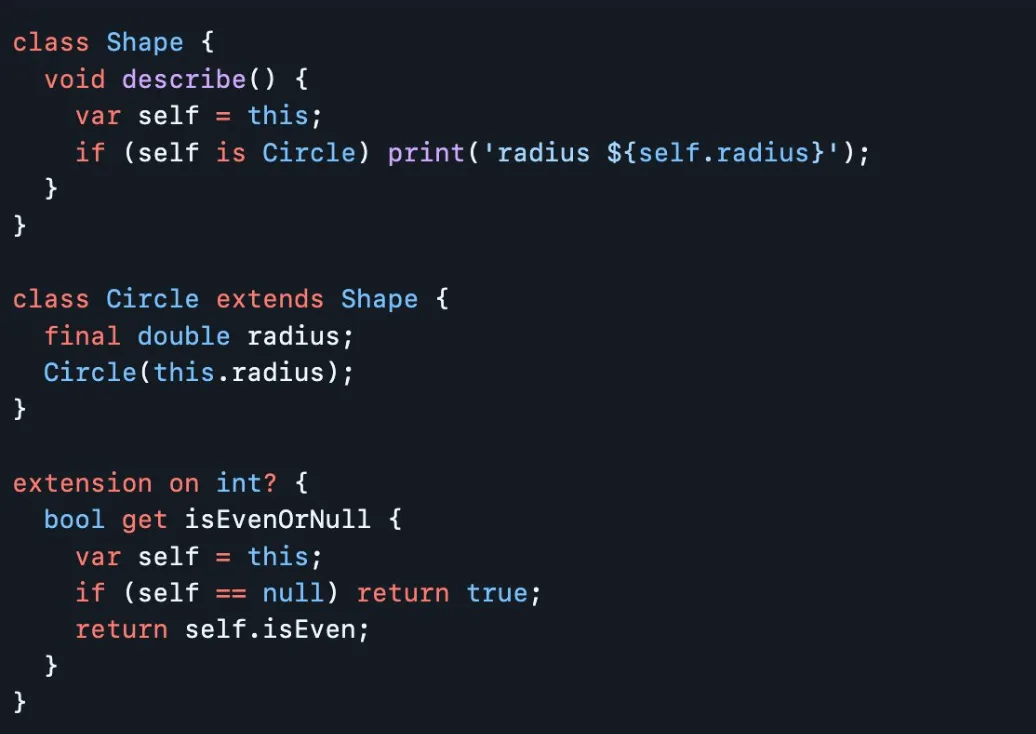 class Shape {
  void describe() {
    var self = this;
    if (self is Circle) print('radius ${self.radius}');
  }
}

class Circle extends Shape {
  final double radius;
  Circle(this.radius);
}

extension on int? {
  bool get isEvenOrNull {
    var self = this;
    if (self == null) return true;
    return self.isEven;
  }
}